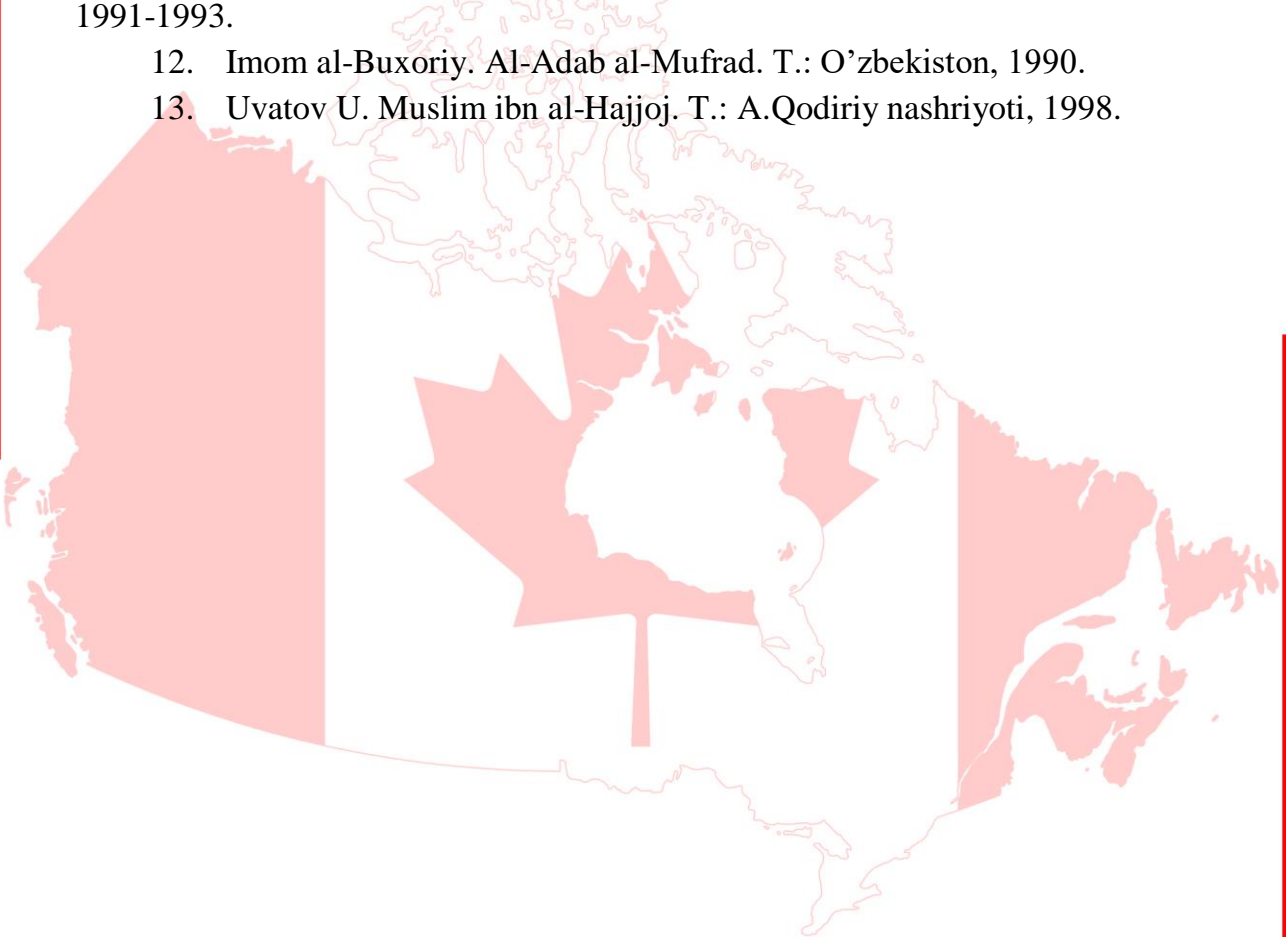 1991-1993.
12. Imom al-Buxoriy. Al-Adab al-Mufrad. T.: O’zbekiston, 1990.
13. Uvatov U. Muslim ibn al-Hajjoj. T.: A.Qodiriy nashriyoti, 1998.